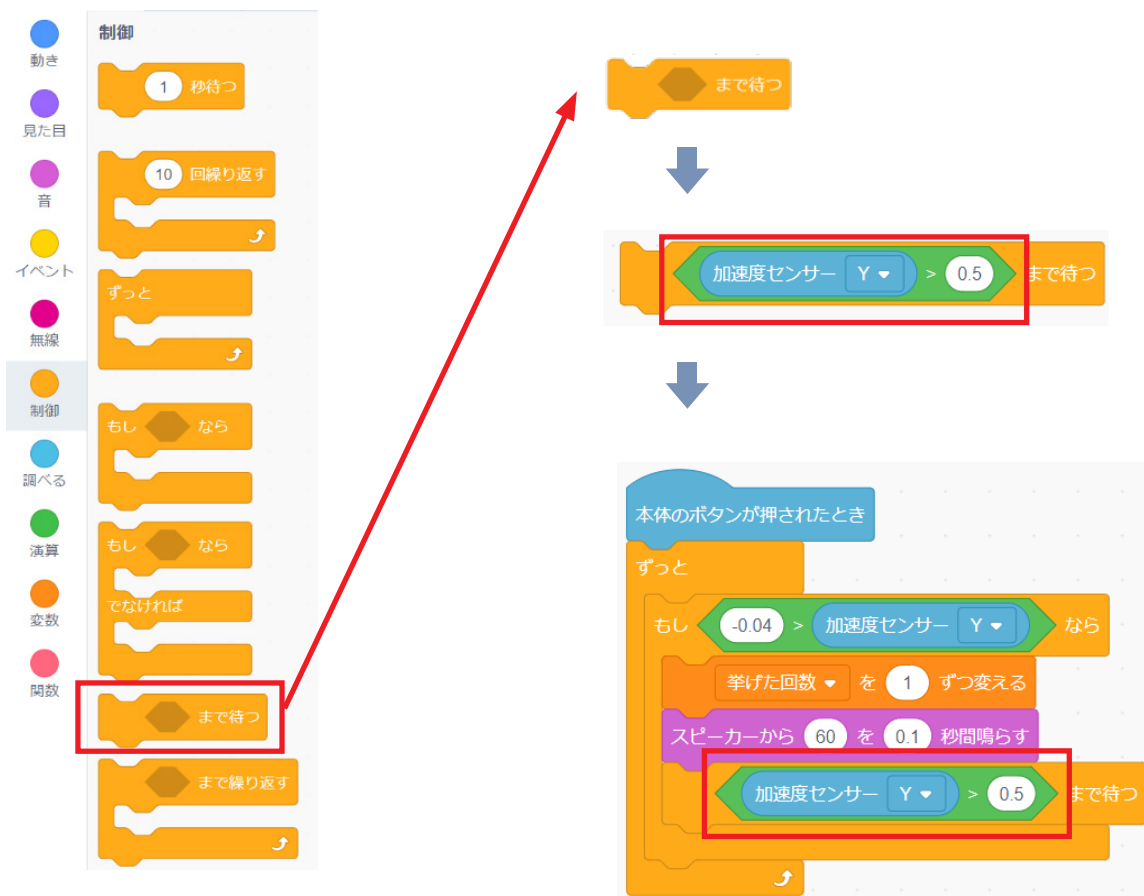 動き
見た目
音
イベント
無線
制御
調べる
演算
変数
関数
制御
1 秒待つ
10 回繰り返す
ずっと
もし なら
もし なら
でなければ
まで待つ
まで繰り返す
まで待つ
加速度センサー Y > 0.5 まで待つ
本体のボタンが押されたとき
ずっと
もし -0.04 > 加速度センサー Y なら
挙げた回数 を 1 ずつ変える
スピーカーから 60 を 0.1 秒間鳴らす
加速度センサー Y > 0.5 まで待つ